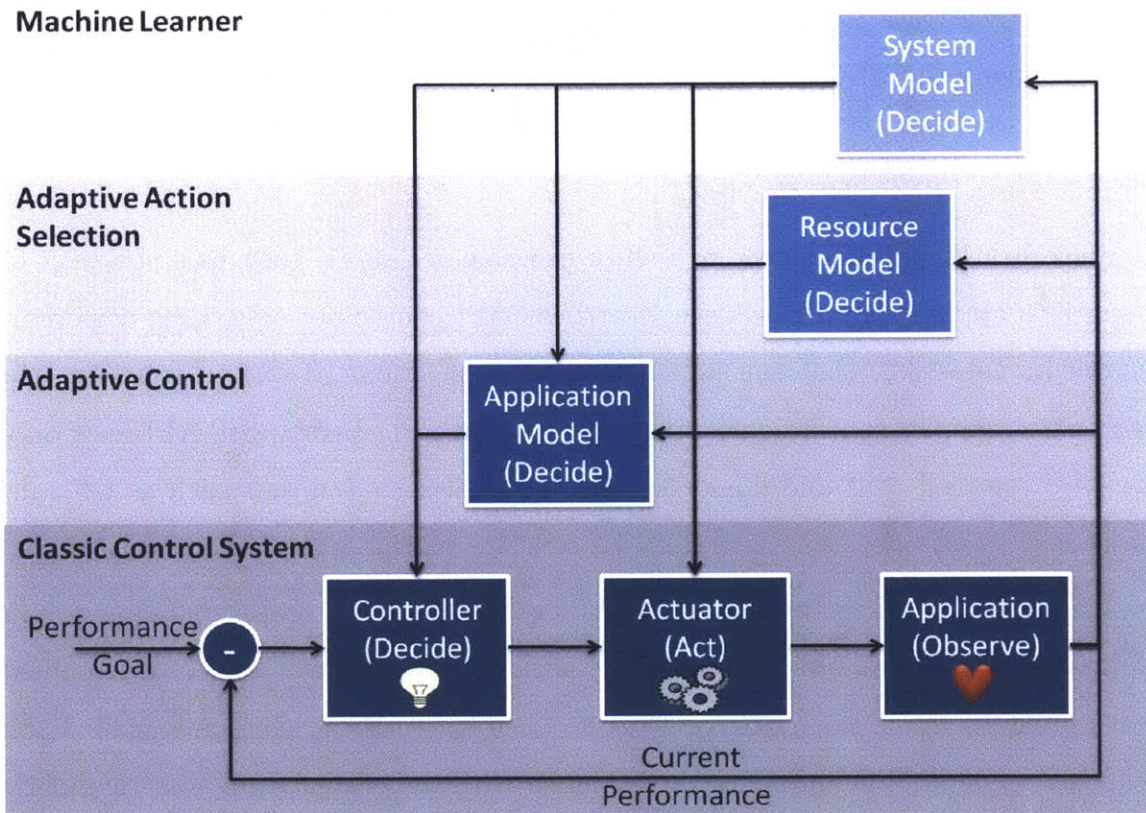 Machine Learner
System
Model
(Decide)
Adaptive Action
Selection
Resource
Model
(Decide)
Adaptive Control
Application
Model
(Decide)
Classic Control System
Performance
Goal
-
Controller
(Decide)
Actuator
(Act)
Application
(Observe)
Current
Performance